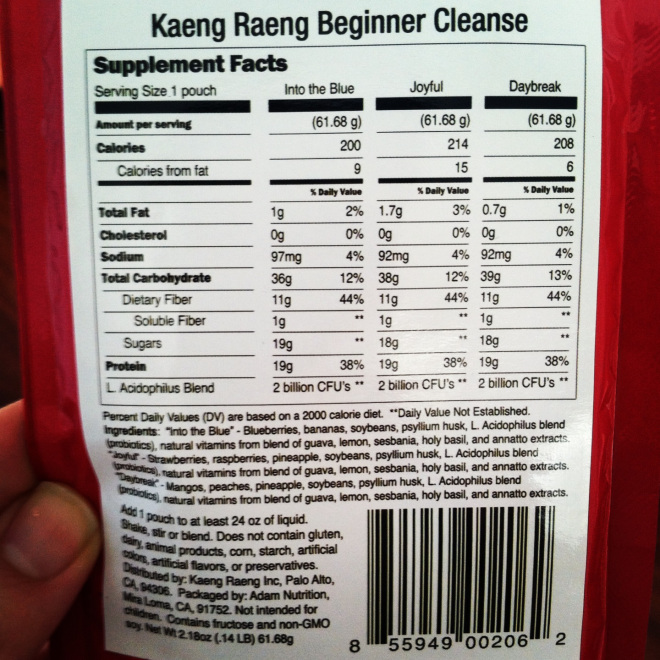 Kaeng Raeng Beginner Cleanse
Supplement Facts
Serving Size 1 pouch Into the Blue Joyful Daybreak
Amount per serving (61.68 g) (61.68 g) (61.68 g)
Calories 200 214 208
Calories from fat 9 15 6
% Daily Value % Daily Value % Daily Value
Total Fat 1g 2% 1.7g 3% 0.7g 1%
Cholesterol 0g 0% 0g 0% 0g 0%
Sodium 97mg 4% 92mg 4% 92mg 4%
Total Carbohydrate 36g 12% 38g 12% 39g 13%
Dietary Fiber 11g 44% 11g 44% 11g 44%
Soluble Fiber 1g ** 1g ** 1g **
Sugars 19g ** 18g ** 18g **
Protein 19g 38% 19g 38% 19g 38%
L. Acidophilus Blend 2 billion CFU's ** 2 billion CFU's ** 2 billion CFU's **
Percent Daily Values (DV) are based on a 2000 calorie diet. **Daily Value Not Established.
Ingredients: "Into the Blue" - Blueberries, bananas, soybeans, psyllium husk, L. Acidophilus blend
(probiotics), natural vitamins from blend of guava, lemon, sesbania, holy basil, and annatto extracts.
"Joyful" - Strawberries, raspberries, pineapple, soybeans, psyllium husk, L. Acidophilus blend
(probiotics), natural vitamins from blend of guava, lemon, sesbania, holy basil, and annatto extracts.
"Daybreak" - Mangos, peaches, pineapple, soybeans, psyllium husk, L. Acidophilus blend
(probiotics), natural vitamins from blend of guava, lemon, sesbania, holy basil, and annatto extracts.
Add 1 pouch to at least 24 oz of liquid.
Shake, stir or blend. Does not contain gluten,
dairy, animal products, corn, starch, artificial
colors, artificial flavors, or preservatives.
Distributed by: Kaeng Raeng Inc, Palo Alto,
CA, 94306. Packaged by: Adam Nutrition,
Mira Loma, CA, 91752. Not intended for
children. Contains fructose and non-GMO
soy. Net Wt 2.18oz (.14 LB) 61.68g
8 55949 00206 2